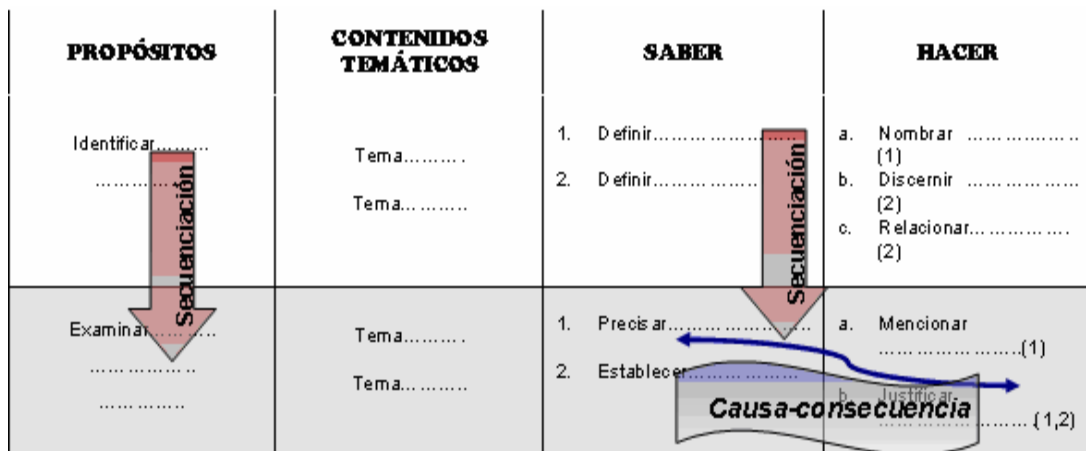 PROPÓSITOS
CONTENIDOS
TEMÁTICOS
SABER
HACER
Identificar.........
...............
Secuenciación
Tema..........
Tema...........
1. Definir.........................
2. Definir..................
Secuenciación
a. Nombrar ...................
(1)
b. Discernir ...................
(2)
c. Relacionar.................
(2)
Examinar...........
..................
..............
Tema..........
Tema...........
1. Precisar.........................
2. Establecer...................
a. Mencionar
........................(1)
b. Justificar
.........................(1,2)
Causa-consecuencia